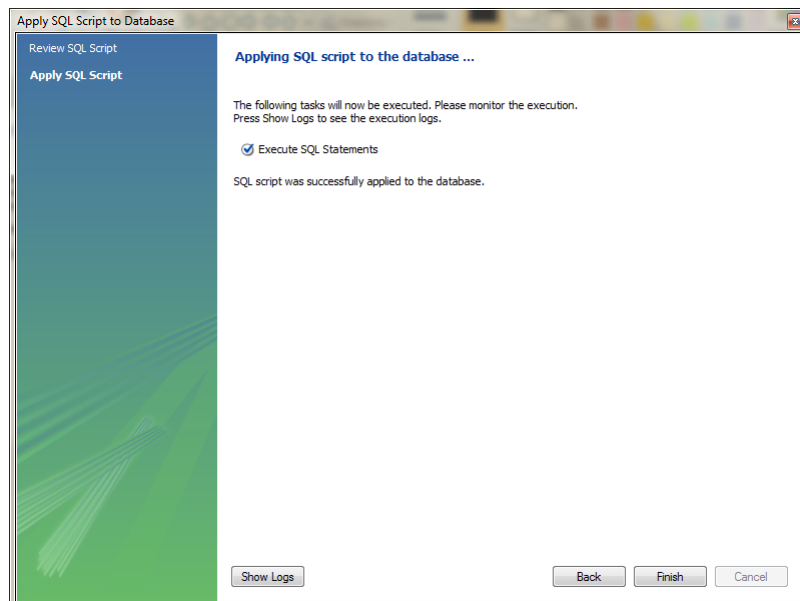 Apply SQL Script to Database
Review SQL Script
Apply SQL Script
Applying SQL script to the database ...
The following tasks will now be executed. Please monitor the execution.
Press Show Logs to see the execution logs.
Execute SQL Statements
SQL script was successfully applied to the database.
Show Logs
Back
Finish
Cancel